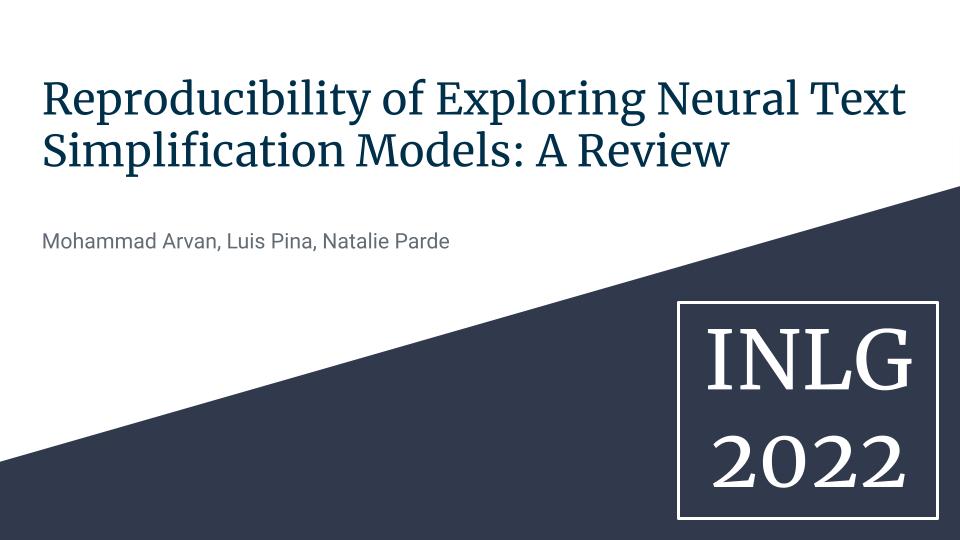 Reproducibility of Exploring Neural Text
Simplification Models: A Review
Mohammad Arvan, Luis Pina, Natalie Parde
INLG
2022